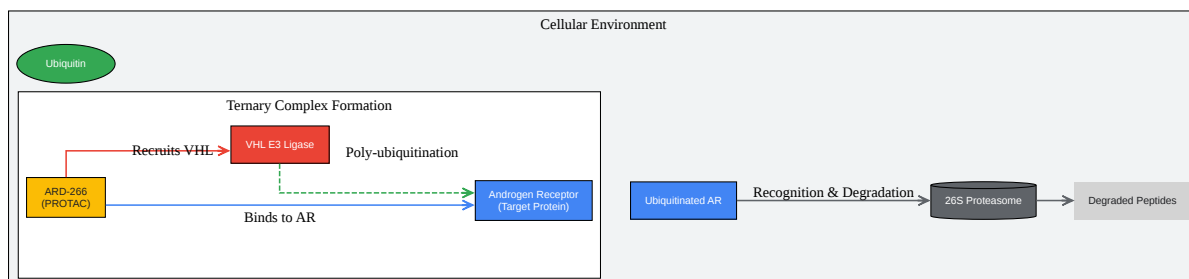 Cellular Environment
Ubiquitin
Ternary Complex Formation
Recruits VHL
VHL E3 Ligase
Poly-ubiquitination
ARD-266
(PROTAC)
Binds to AR
Androgen Receptor
(Target Protein)
Ubiquitinated AR
Recognition & Degradation
26S Proteasome
Degraded Peptides